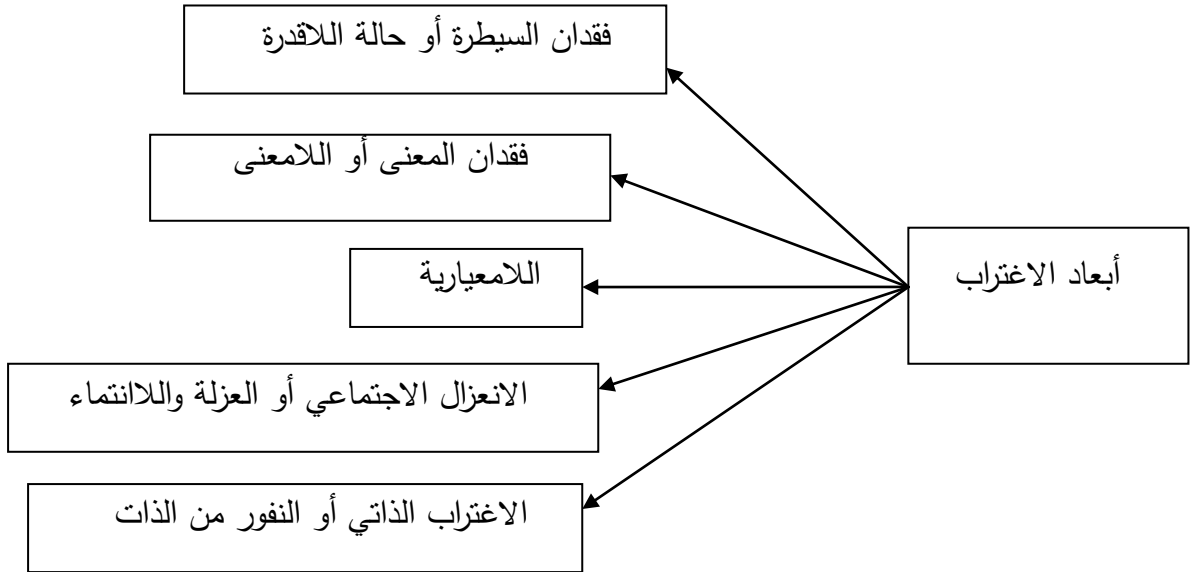 أبعاد الاغتراب
فقدان السيطرة أو حالة اللاقدرة
فقدان المعنى أو اللامعنى
اللامعيارية
الانعزال الاجتماعي أو العزلة واللاانتماء
الاغتراب الذاتي أو النفور من الذات